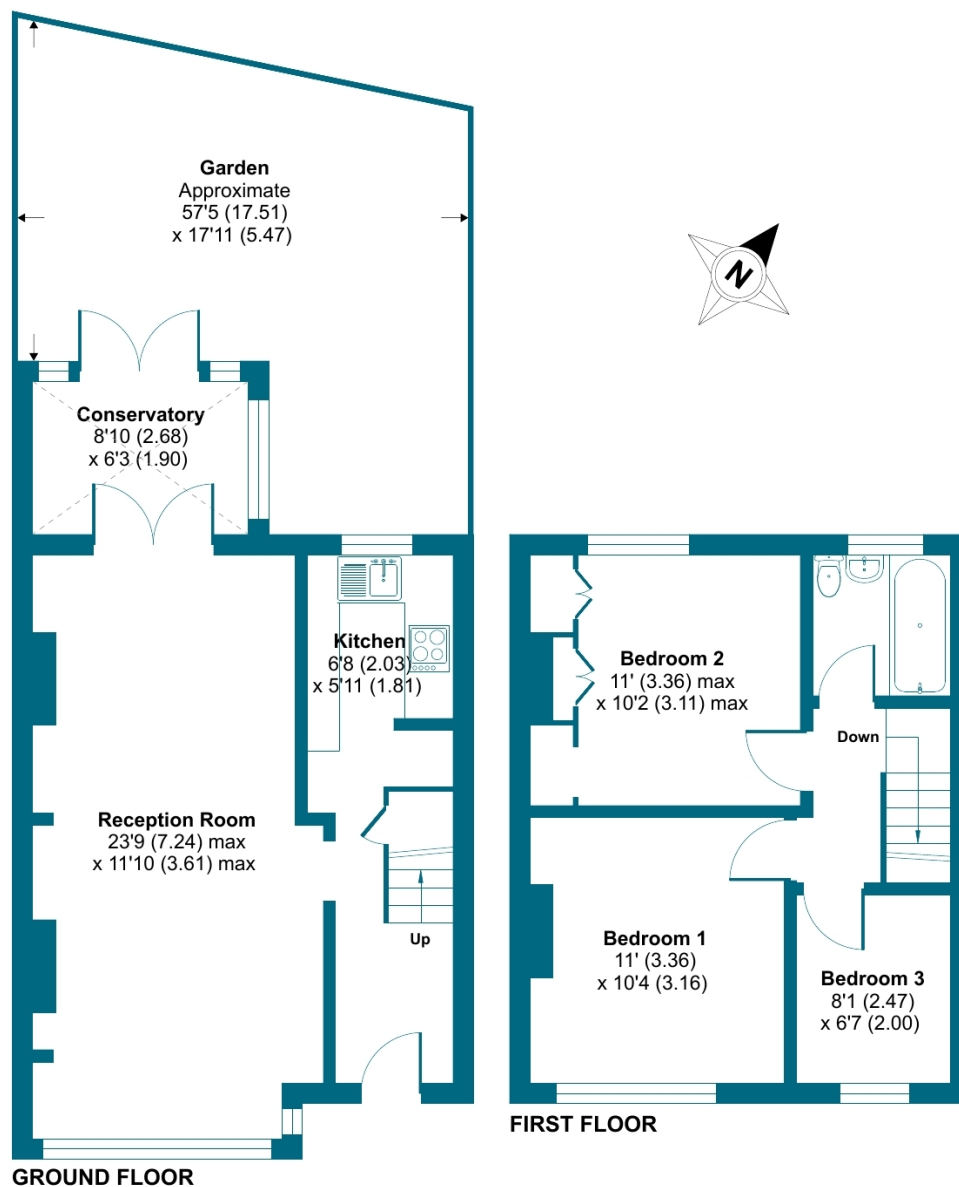 Garden
Approximate
57'5 (17.51)
x 17'11 (5.47)
N
Conservatory
8'10 (2.68)
x 6'3 (1.90)
Kitchen
6'8 (2.03)
x 5'11 (1.81)
Reception Room
23'9 (7.24) max
x 11'10 (3.61) max
Up
GROUND FLOOR
Bedroom 2
11' (3.36) max
x 10'2 (3.11) max
Down
Bedroom 1
11' (3.36)
x 10'4 (3.16)
Bedroom 3
8'1 (2.47)
x 6'7 (2.00)
FIRST FLOOR